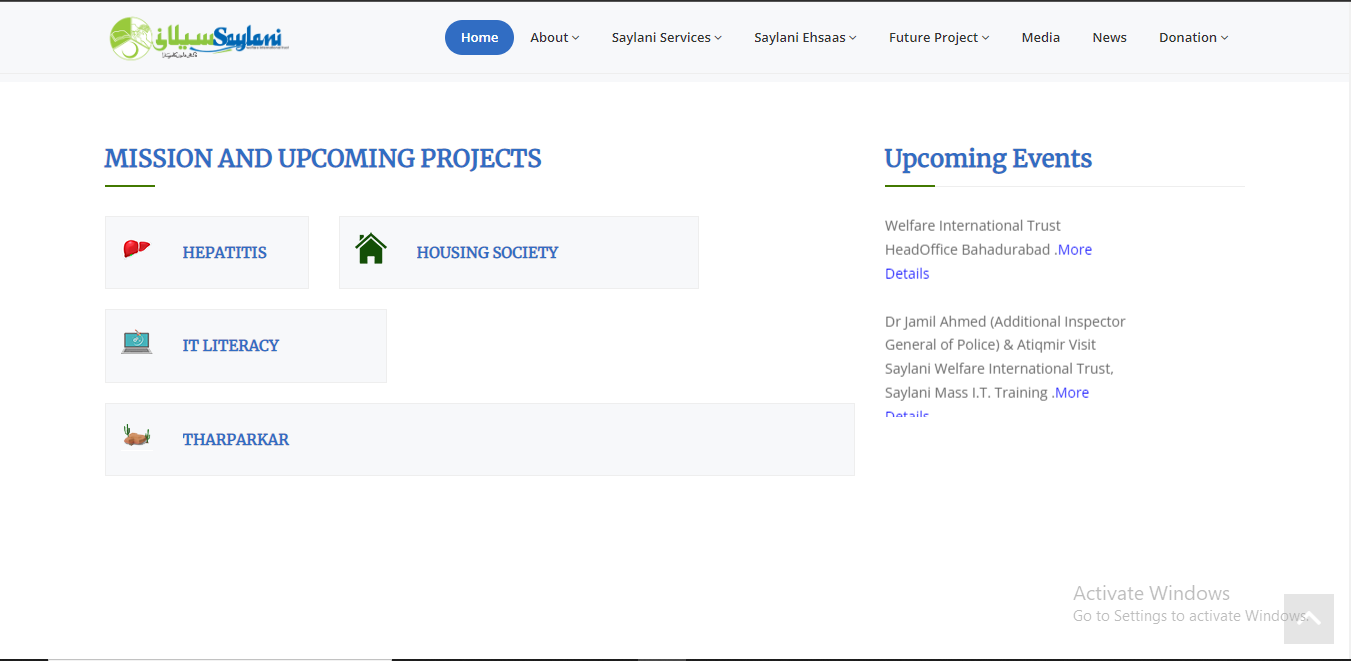 سیلانی Saylani
Home
About
Saylani Services
Saylani Ehsaas
Future Project
Media
News
Donation
MISSION AND UPCOMING PROJECTS
HEPATITIS
HOUSING SOCIETY
IT LITERACY
THARPARKAR
Upcoming Events
Welfare International Trust
HeadOffice Bahadurabad .More
Details
Dr Jamil Ahmed (Additional Inspector
General of Police) & Atiqmir Visit
Saylani Welfare International Trust,
Saylani Mass I.T. Training .More
Details
Activate Windows
Go to Settings to activate Windows.